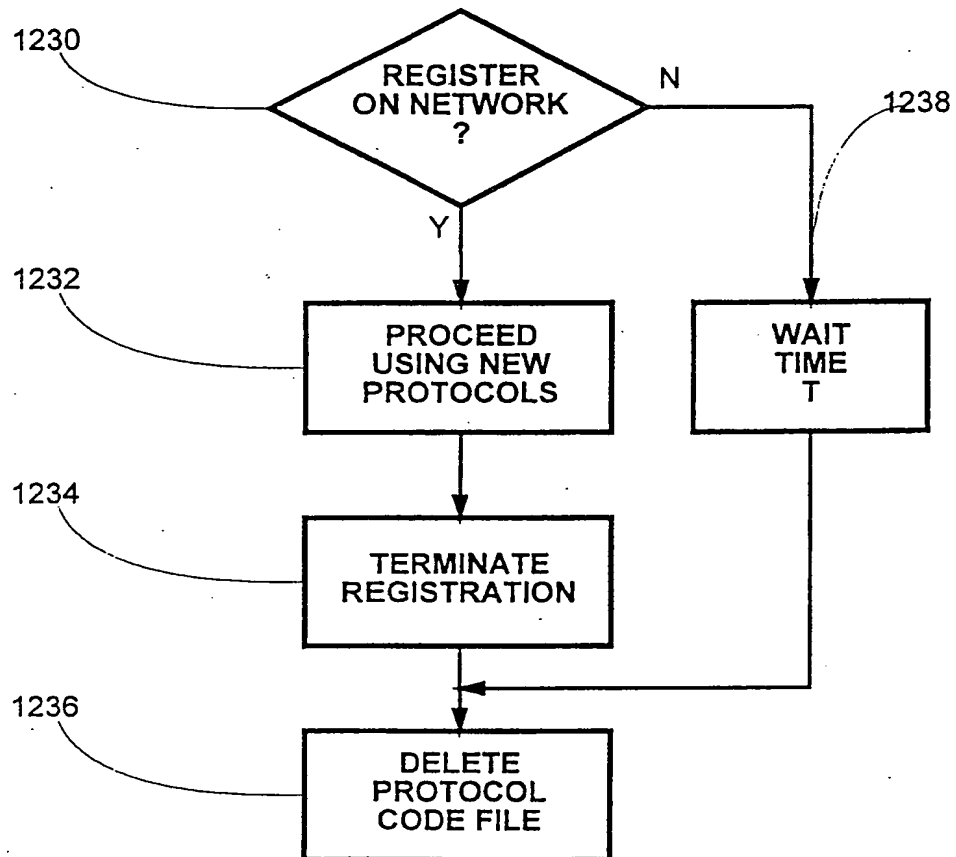 1230
REGISTER
ON NETWORK
?
N
1238
Y
1232
PROCEED
USING NEW
PROTOCOLS
WAIT
TIME
T
1234
TERMINATE
REGISTRATION
1236
DELETE
PROTOCOL
CODE FILE